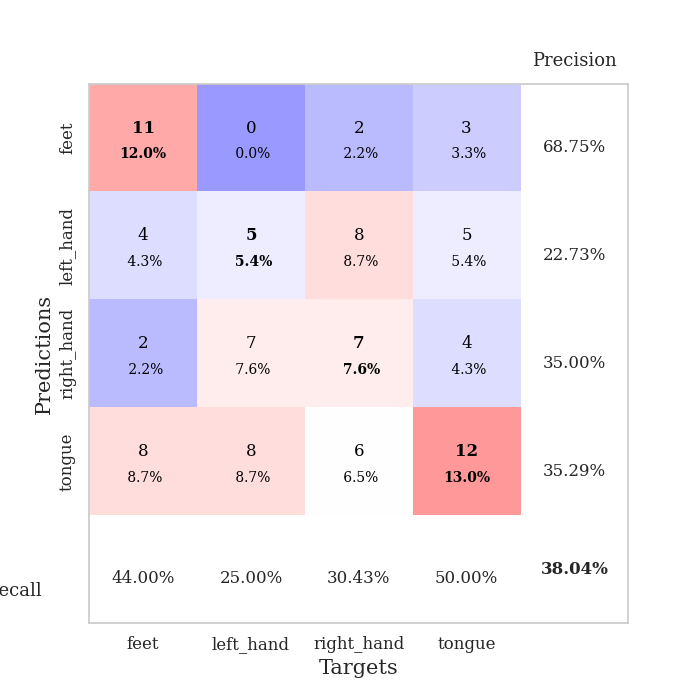 Precision
feet
11 0 2 3
12.0% 0.0% 2.2% 3.3%
68.75%
left_hand
4 5 8 5
4.3% 5.4% 8.7% 5.4%
22.73%
Predictions
right_hand
2 7 7 4
2.2% 7.6% 7.6% 4.3%
35.00%
tongue
8 8 6 12
8.7% 8.7% 6.5% 13.0%
35.29%
ecall
44.00% 25.00% 30.43% 50.00% 38.04%
feet left_hand right_hand tongue
Targets